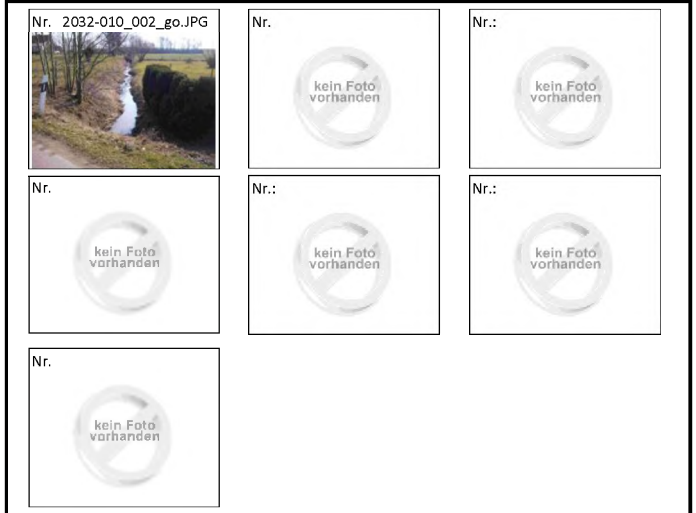 Nr. 2032-010_002_go.JPG
Nr.
Nr.:
kein Foto
vorhanden
kein Foto
vorhanden
Nr.
Nr.:
Nr.:
kein Foto
vorhanden
kein Foto
vorhanden
kein Foto
vorhanden
Nr.
kein Foto
vorhanden